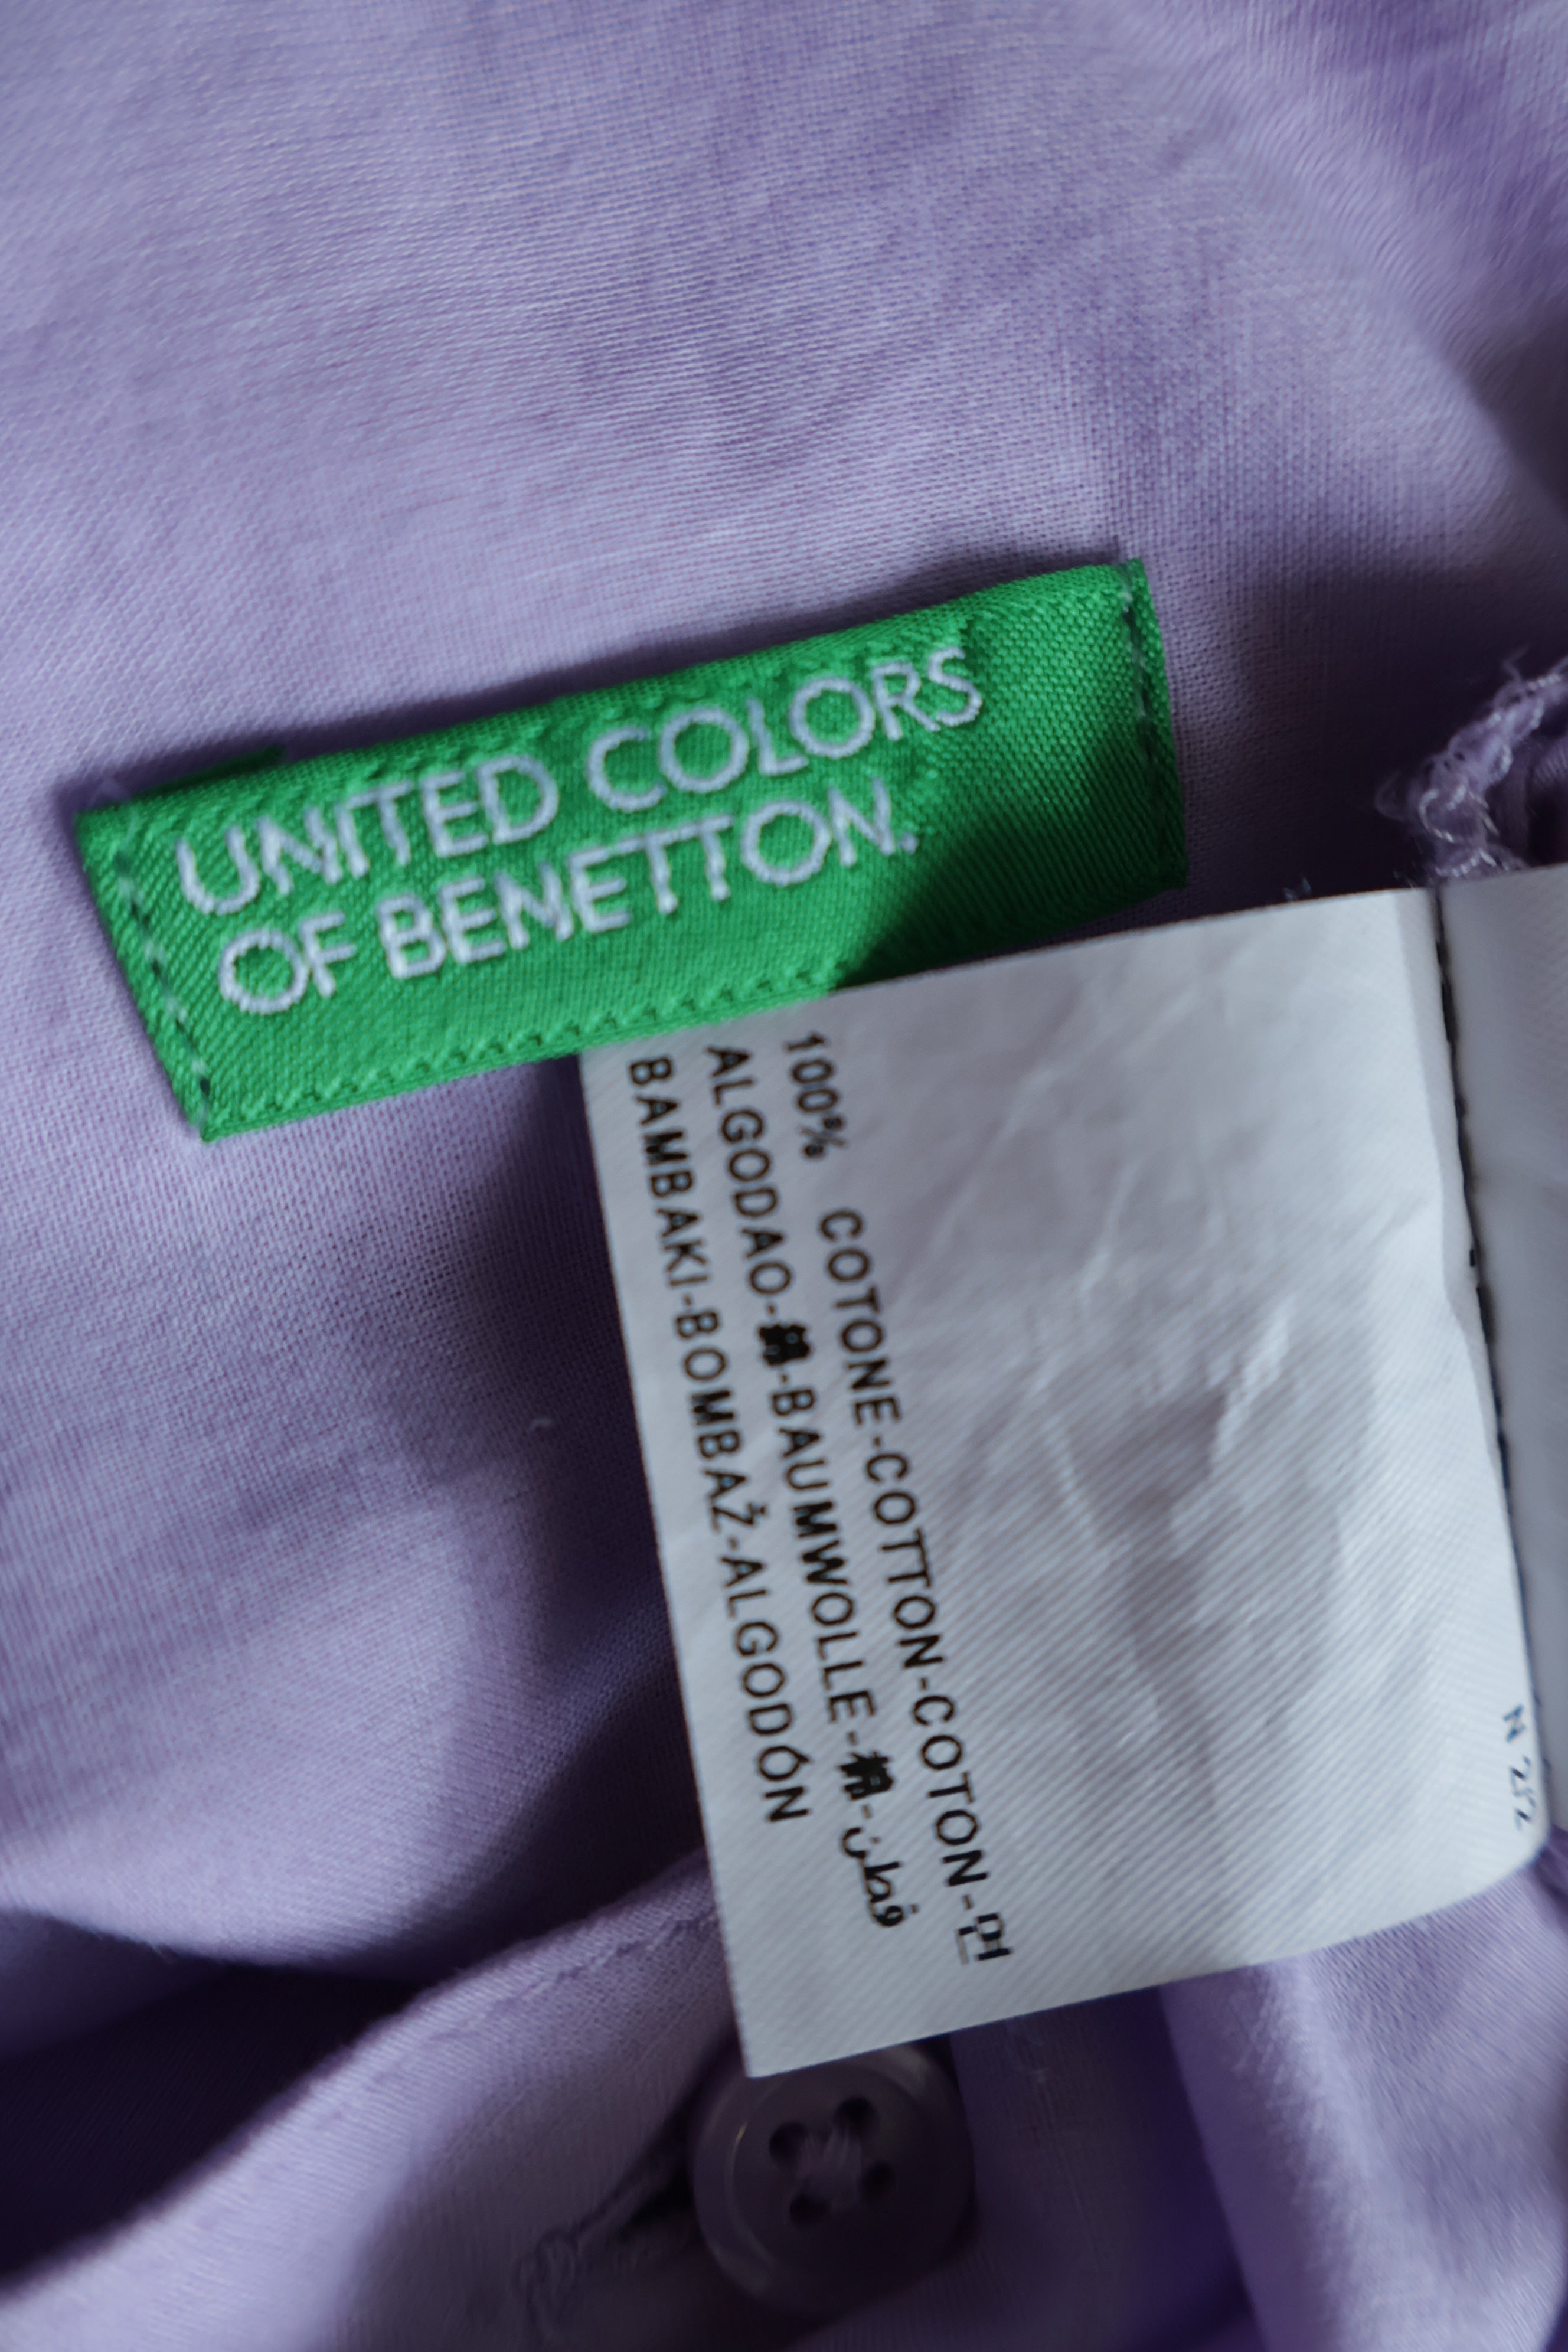 UNITED COLORS
OF BENETTON.
100% COTONE-COTTON-COTON-면
ALGODAO-棉-BAUMWOLLE-棉-قطن
BAMBAKI-BOMBAŽ-ALGODÓN